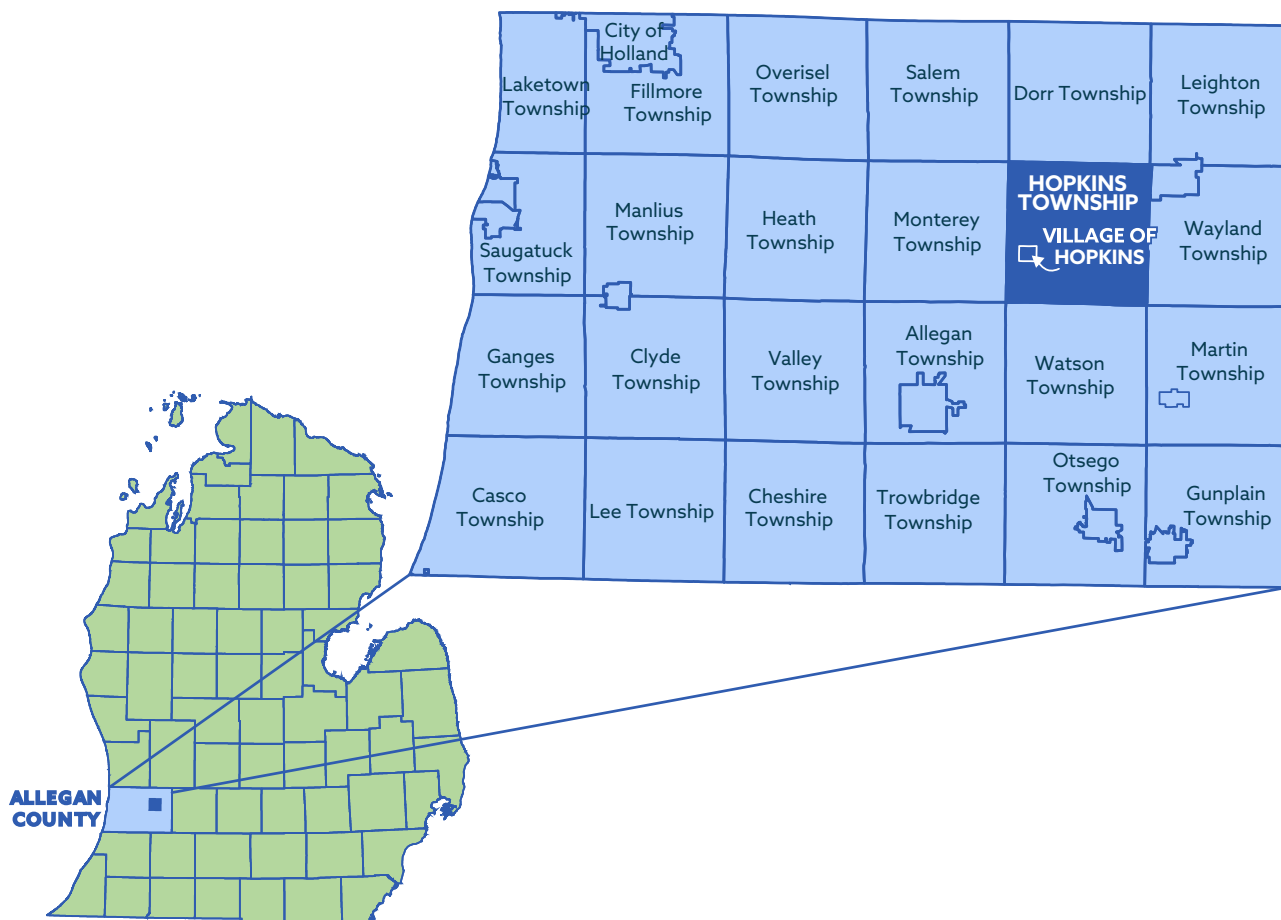 City of
Holland
Laketown
Township
Fillmore
Township
Overisel
Township
Salem
Township
Dorr Township
Leighton
Township
Saugatuck
Township
Manlius
Township
Heath
Township
Monterey
Township
HOPKINS
TOWNSHIP
VILLAGE OF
HOPKINS
Wayland
Township
Ganges
Township
Clyde
Township
Valley
Township
Allegan
Township
Watson
Township
Martin
Township
Casco
Township
Lee Township
Cheshire
Township
Trowbridge
Township
Otsego
Township
Gunplain
Township
ALLEGAN
COUNTY